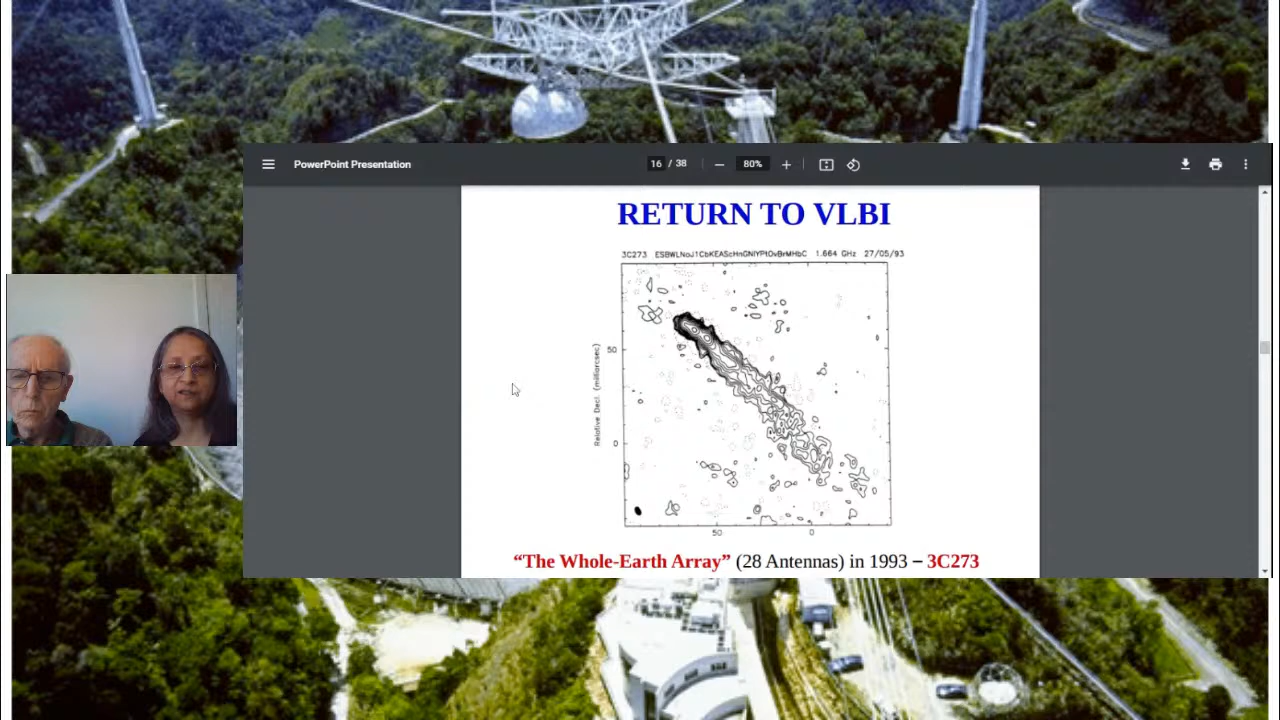 PowerPoint Presentation
16 / 38
80%
RETURN TO VLBI
3C273 ESBWLNoJ1CbKEAScHnGNlYPtOvBrMHbC 1.664 GHz 27/05/93
50
Relative Decl. (milliarcsec)
0
50 0
“The Whole-Earth Array” (28 Antennas) in 1993 – 3C273